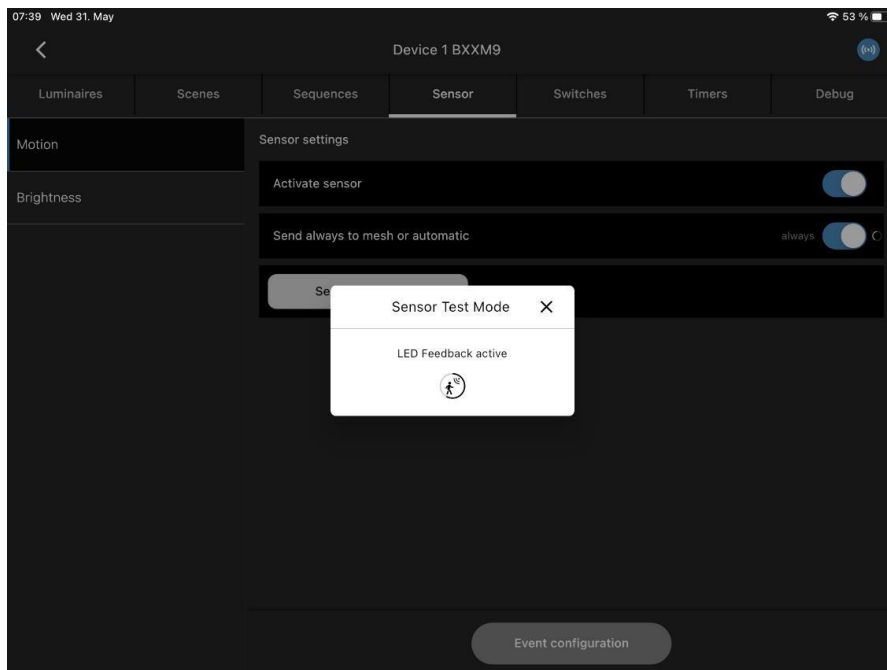 07:39 Wed 31. May
53 %
Device 1 BXXM9
Luminaires
Scenes
Sequences
Sensor
Switches
Timers
Debug
Motion
Brightness
Sensor settings
Activate sensor
Send always to mesh or automatic
always
Se
Sensor Test Mode
LED Feedback active
Event configuration